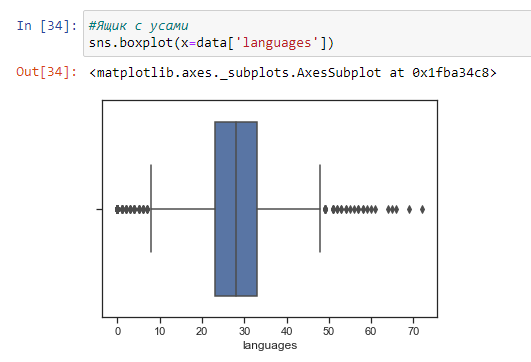 In [34]: #Ящик с усами
sns.boxplot(x=data['languages'])
Out[34]: <matplotlib.axes._subplots.AxesSubplot at 0x1fba34c8>
0 10 20 30 40 50 60 70
languages